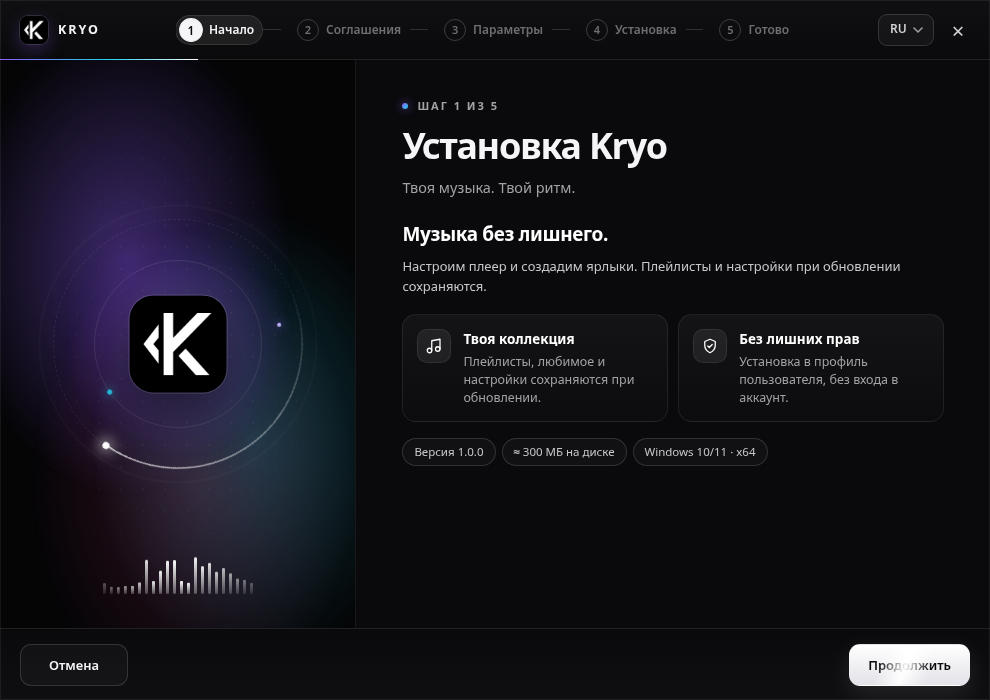 KRYO
1 Начало
2 Соглашения
3 Параметры
4 Установка
5 Готово
RU
ШАГ 1 ИЗ 5
Установка Kryo
Твоя музыка. Твой ритм.
Музыка без лишнего.
Настроим плеер и создадим ярлыки. Плейлисты и настройки при обновлении
сохраняются.
Твоя коллекция
Плейлисты, любимое и
настройки сохраняются при
обновлении.
Без лишних прав
Установка в профиль
пользователя, без входа в
аккаунт.
Версия 1.0.0
≈ 300 МБ на диске
Windows 10/11 · x64
Отмена
Продолжить